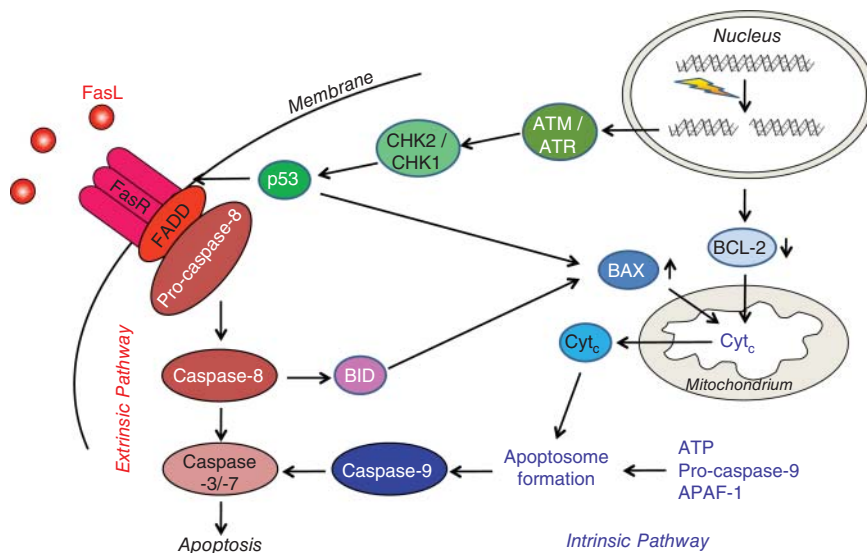 Nucleus
FasL
Membrane
ATM /
ATR
CHK2 /
CHK1
p53
FasR
FADD
Pro-caspase-8
BCL-2
BAX
Cytc
Cytc
Mitochondrium
Extrinsic Pathway
Caspase-8
BID
Caspase
-3/-7
Caspase-9
Apoptosome
formation
ATP
Pro-caspase-9
APAF-1
Apoptosis
Intrinsic Pathway